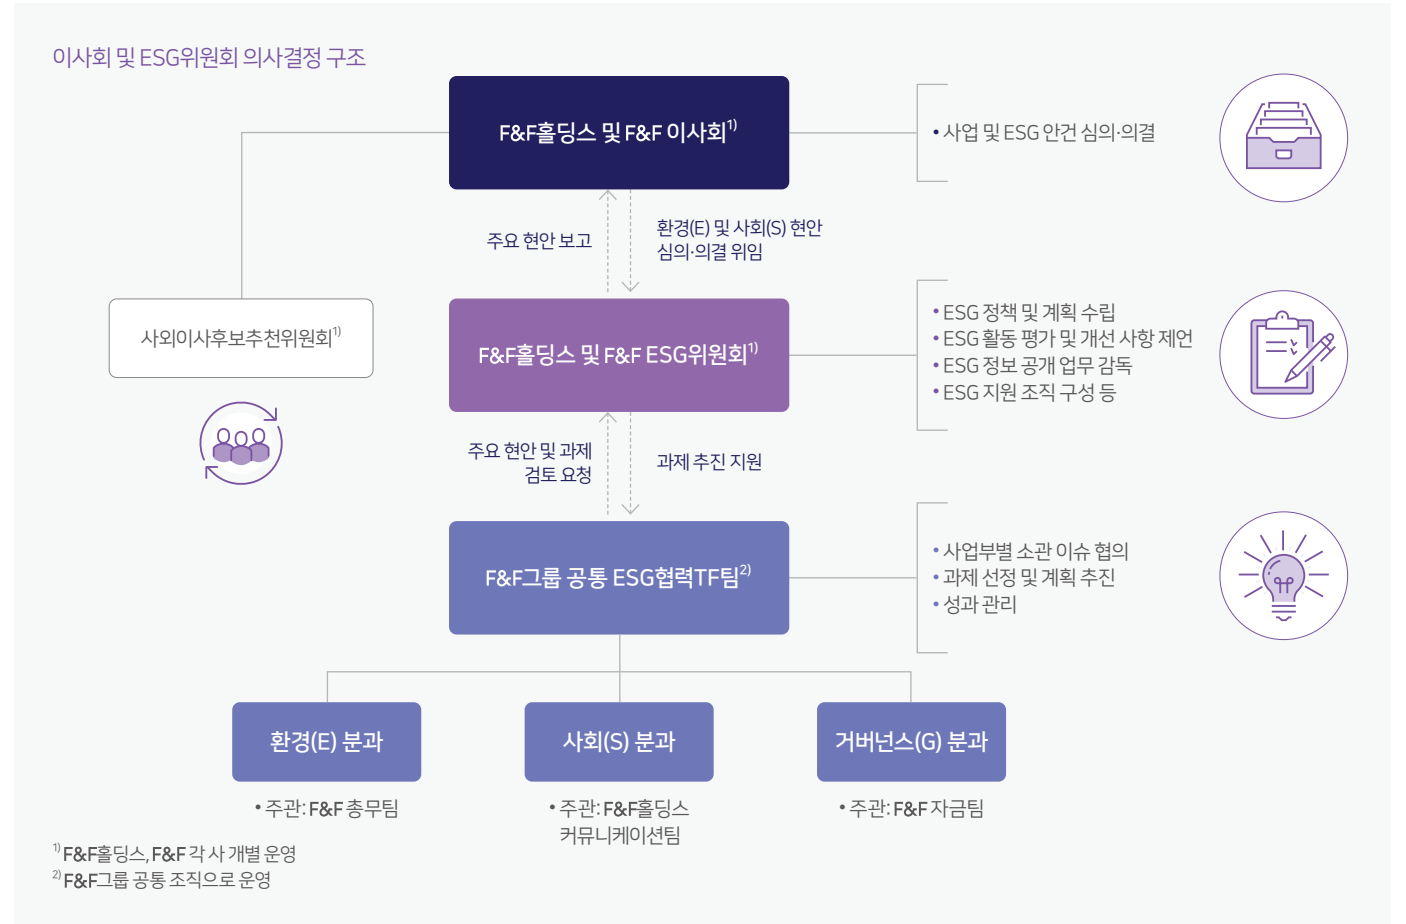 이사회 및 ESG위원회 의사결정 구조
F&F홀딩스 및 F&F 이사회1)
• 사업 및 ESG 안건 심의·의결
주요 현안 보고
환경(E) 및 사회(S) 현안
심의·의결 위임
사외이사후보추천위원회1)
F&F홀딩스 및 F&F ESG위원회1)
• ESG 정책 및 계획 수립
• ESG 활동 평가 및 개선 사항 제언
• ESG 정보 공개 업무 감독
• ESG 지원 조직 구성 등
주요 현안 및 과제
검토 요청
과제 추진 지원
F&F그룹 공통 ESG협력TF팀2)
• 사업부별 소관 이슈 협의
• 과제 선정 및 계획 추진
• 성과 관리
환경(E) 분과
사회(S) 분과
거버넌스(G) 분과
• 주관: F&F 총무팀
• 주관: F&F홀딩스
커뮤니케이션팀
• 주관: F&F 자금팀
1) F&F홀딩스, F&F 각 사 개별 운영
2) F&F그룹 공통 조직으로 운영